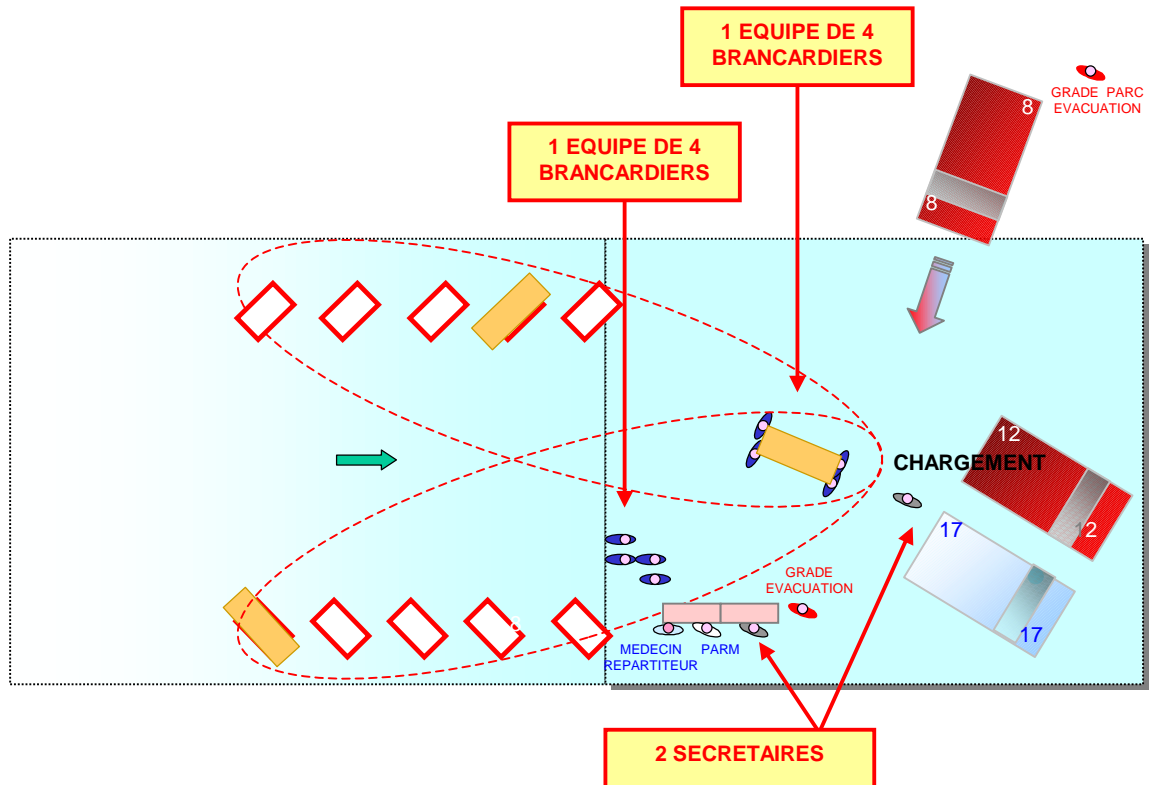 1 EQUIPE DE 4
BRANCARDIERS
1 EQUIPE DE 4
BRANCARDIERS
GRADE PARC
EVACUATION
8
8
CHARGEMENT
12
12
17
17
GRADE
EVACUATION
MEDECIN
REPARTITEUR
PARM
2 SECRETAIRES